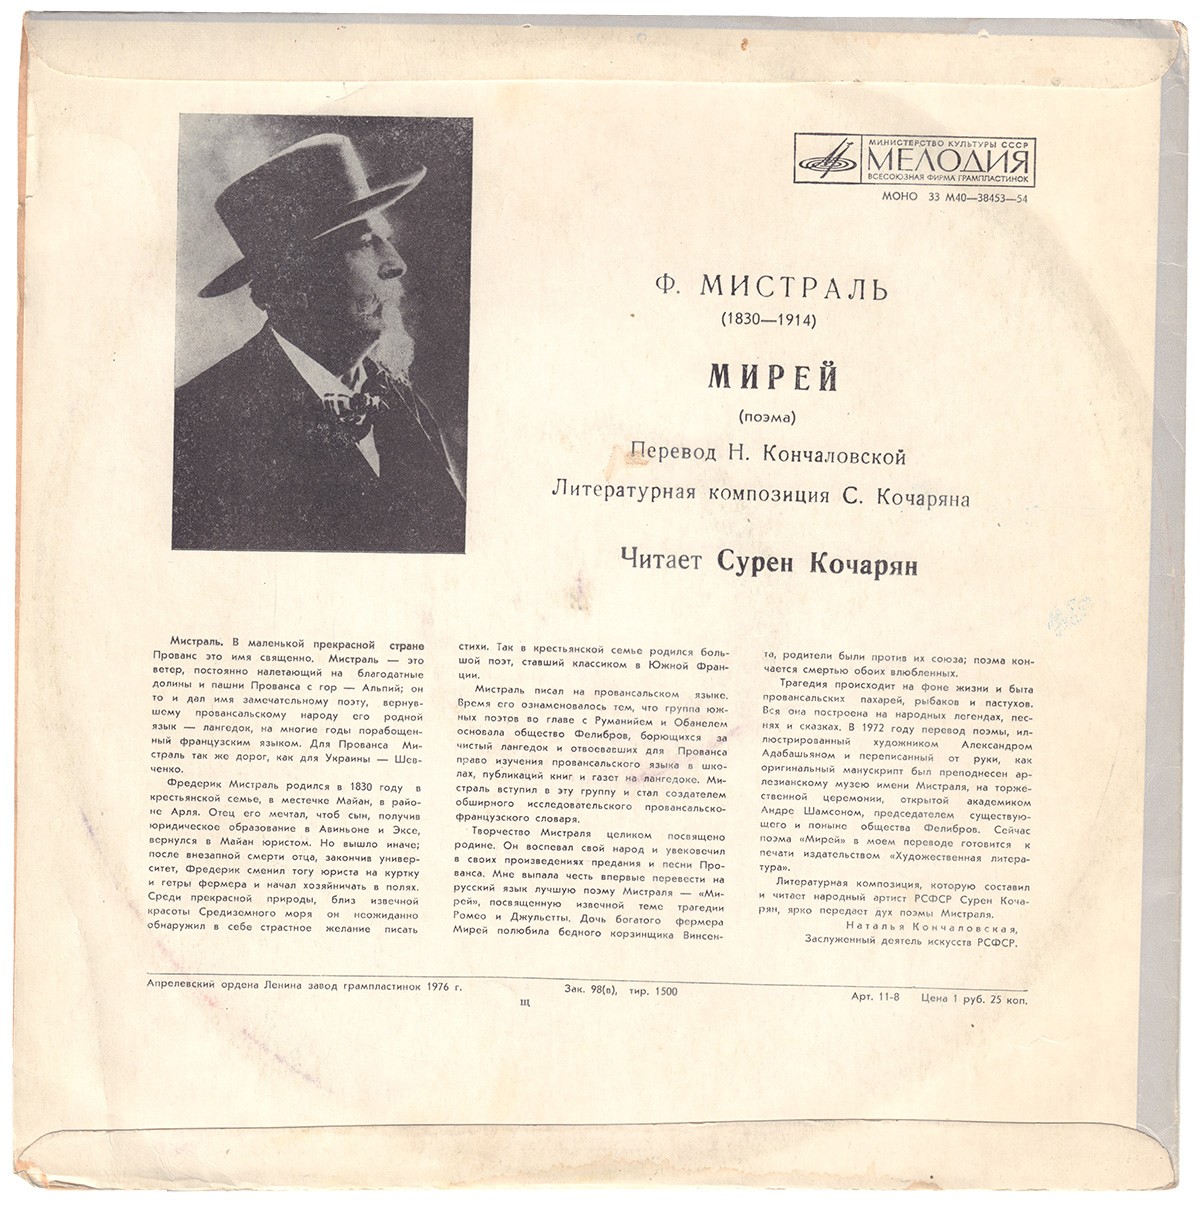 МИНИСТЕРСТВО КУЛЬТУРЫ СССР
МЕЛОДИЯ
ВСЕСОЮЗНАЯ ФИРМА ГРАМПЛАСТИНОК
МОНО 33 М40—38453—54
Ф. МИСТРАЛЬ
(1830—1914)
МИРЕЙ
(поэма)
Перевод Н. Кончаловской
Литературная композиция С. Кочаряна
Читает Сурен Кочарян
Мистраль. В маленькой прекрасной стране
Прованс это имя священно. Мистраль — это
ветер, постоянно налетающий на благодатные
долины и пашни Прованса с гор — Альпий; он
то и дал имя замечательному поэту, вернув-
шему провансальскому народу его родной
язык — лангедок, на многие годы порабощен-
ный французским языком. Для Прованса Ми-
страль так же дорог, как для Украины — Шев-
ченко.
Фредерик Мистраль родился в 1830 году в
крестьянской семье, в местечке Майан, в райо-
не Арля. Отец его мечтал, чтоб сын, получив
юридическое образование в Авиньоне и Эксе,
вернулся в Майан юристом. Но вышло иначе;
после внезапной смерти отца, закончив универ-
ситет, Фредерик сменил тогу юриста на куртку
и гетры фермера и начал хозяйничать в полях.
Среди прекрасной природы, близ извечной
красоты Средиземного моря он неожиданно
обнаружил в себе страстное желание писать
стихи. Так в крестьянской семье родился боль-
шой поэт, ставший классиком в Южной Фран-
ции.
Мистраль писал на провансальском языке.
Время его ознаменовалось тем, что группа юж-
ных поэтов во главе с Руманийем и Обанелем
основала общество Фелибров, борющихся за
чистый лангедок и отвоевавших для Прованса
право изучения провансальского языка в шко-
лах, публикаций книг и газет на лангедоке. Ми-
страль вступил в эту группу и стал создателем
обширного исследовательского провансальско-
французского словаря.
Творчество Мистраля целиком посвящено
родине. Он воспевал свой народ и увековечил
в своих произведениях предания и песни Про-
ванса. Мне выпала честь впервые перевести на
русский язык лучшую поэму Мистраля — «Ми-
рей», посвященную извечной теме трагедии
Ромео и Джульетты. Дочь богатого фермера
Мирей полюбила бедного корзинщика Винсен-
та, родители были против их союза; поэма кон-
чается смертью обоих влюбленных.
Трагедия происходит на фоне жизни и быта
провансальских пахарей, рыбаков и пастухов.
Вся она построена на народных легендах, пес-
нях и сказках. В 1972 году перевод поэмы, ил-
люстрированный художником Александром
Адабашьяном и переписанный от руки, как
оригинальный манускрипт был преподнесен ар-
лезианскому музею имени Мистраля, на торже-
ственной церемонии, открытой академиком
Андре Шамсоном, председателем существую-
щего и поныне общества Фелибров. Сейчас
поэма «Мирей» в моем переводе готовится к
печати издательством «Художественная литера-
тура».
Литературная композиция, которую составил
и читает народный артист РСФСР Сурен Коча-
рян, ярко передает дух поэмы Мистраля.
Наталья Кончаловская,
Заслуженный деятель искусств РСФСР.
Апрелевский ордена Ленина завод грампластинок 1976 г. Зак. 98(в), тир. 1500 Арт. 11-8 Цена 1 руб. 25 коп.
Щ